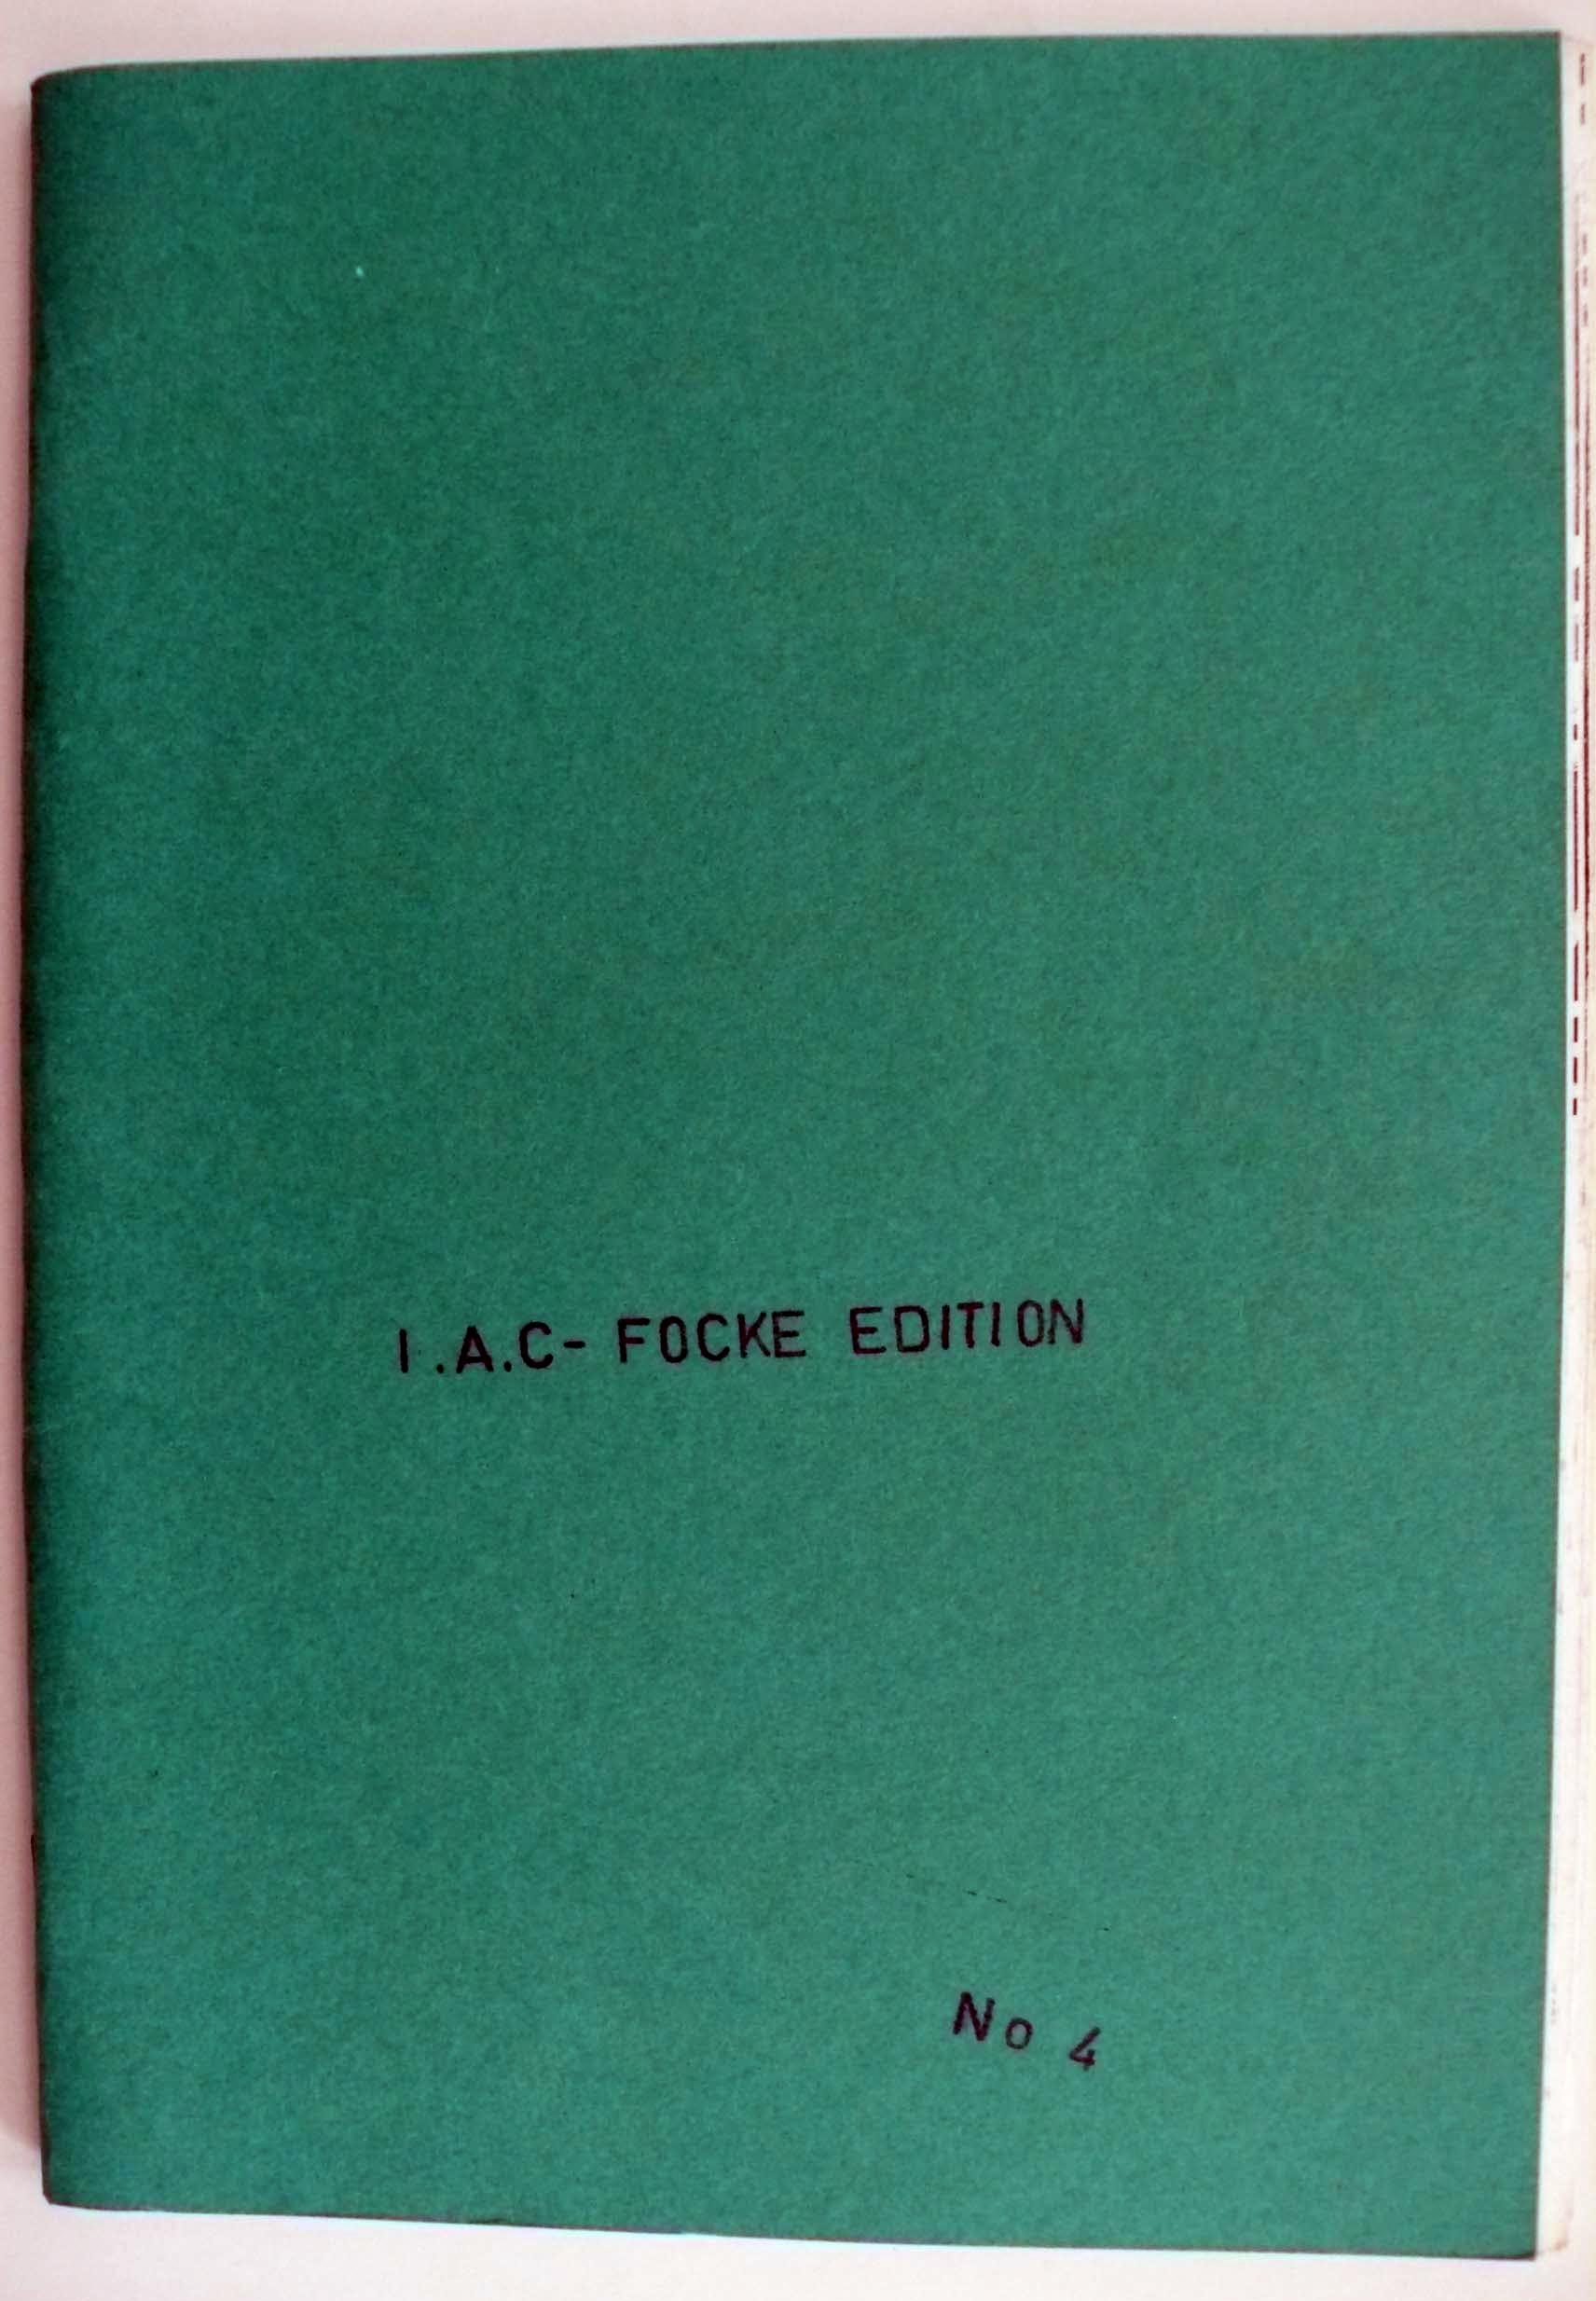 I.A.C- FOCKE EDITION
No 4